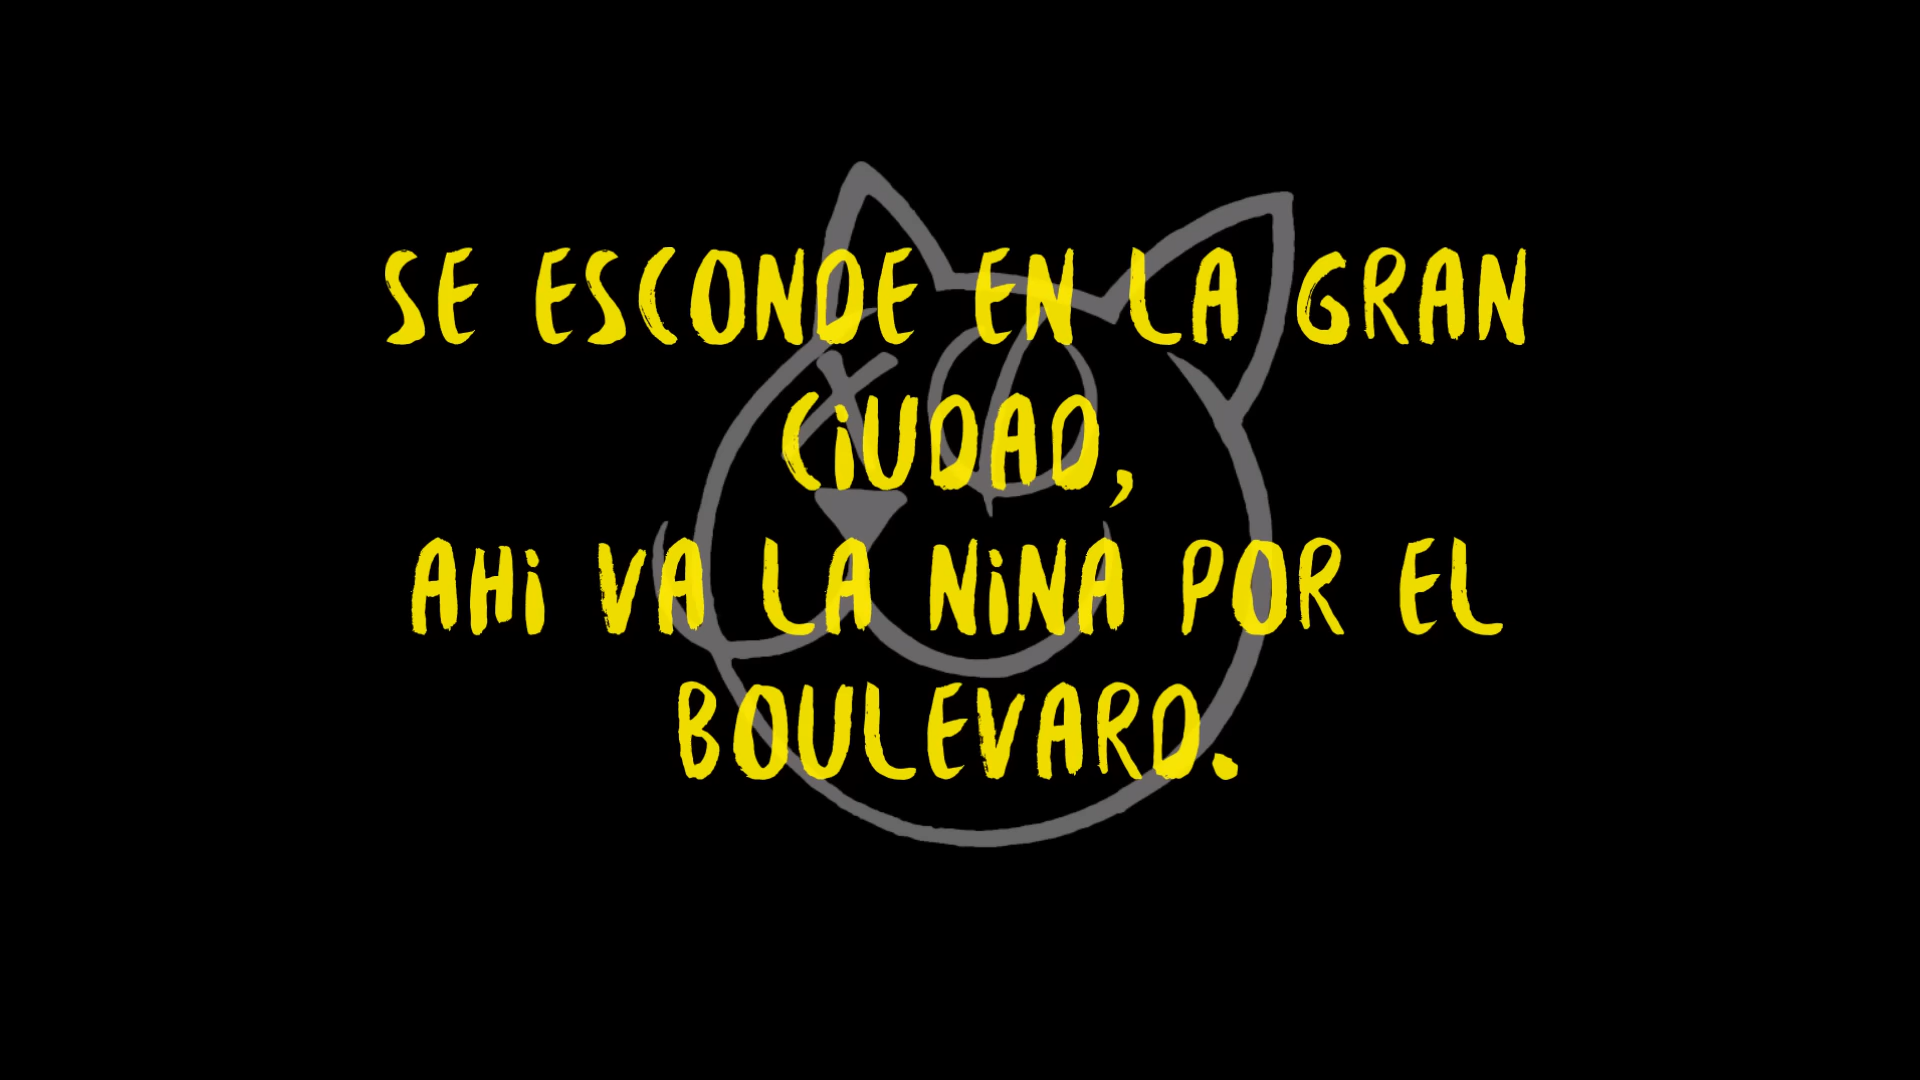 SE ESCONDE EN LA GRAN
CiUDAD,
AHi VA LA NiNA POR EL
BOULEVARD.